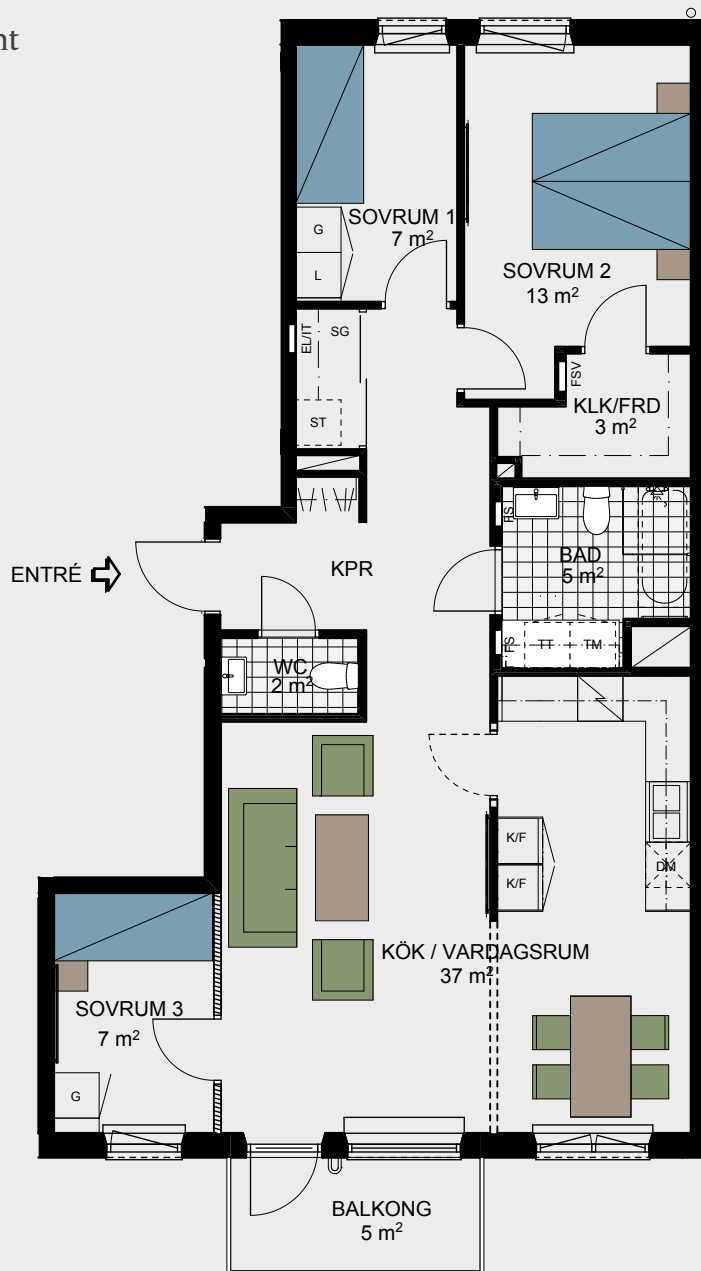 nt
SOVRUM 1
7 m²
G
L
SOVRUM 2
13 m²
EL/IT
SG
ST
FSV
KLK/FRD
3 m²
FS
BAD
5 m²
ENTRÉ
KPR
FS
TT
TM
WC
2 m²
K/F
K/F
DM
KÖK / VARDAGSRUM
37 m²
SOVRUM 3
7 m²
G
BALKONG
5 m²